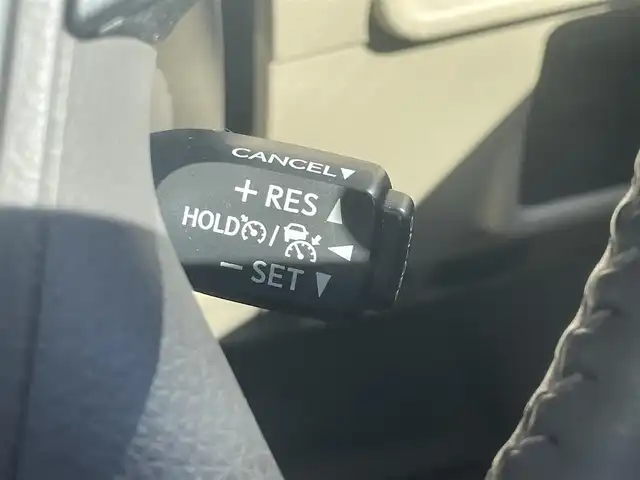 CANCEL▼
+ RES ▲
HOLD / ◀
− SET ▼